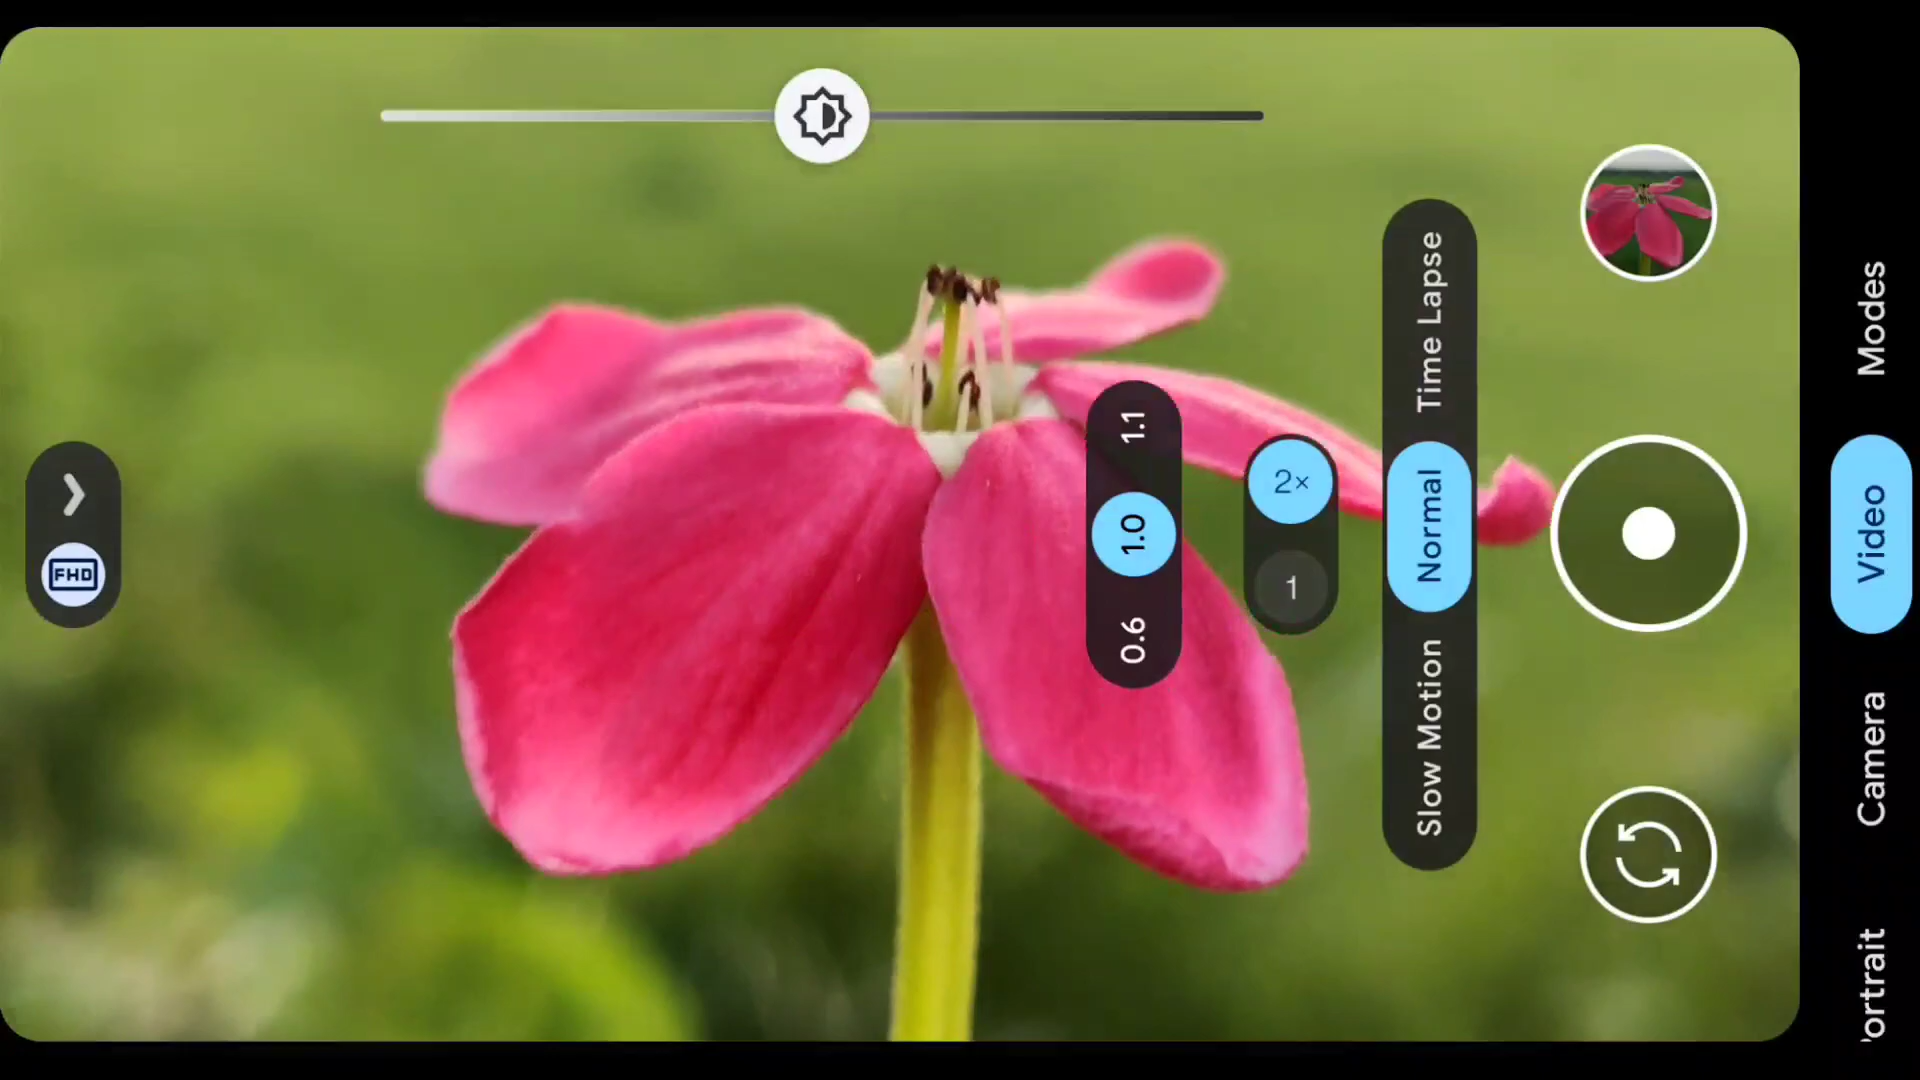 FHD
1.1
1.0
0.6
2×
1
Time Lapse
Normal
Slow Motion
Modes
Video
Camera
ortrait